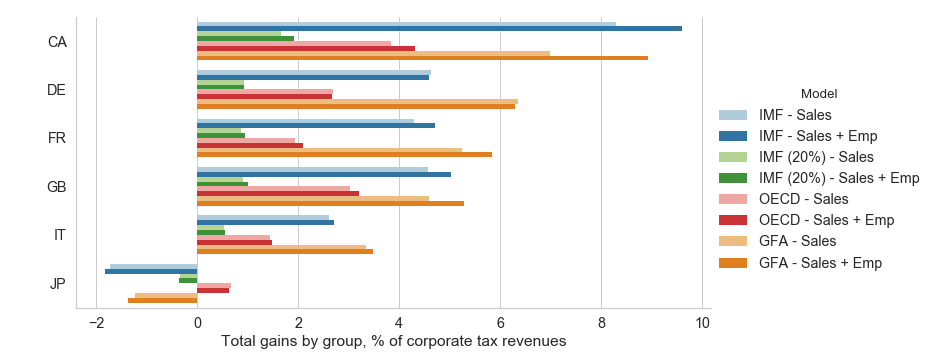 CA
DE
FR
GB
IT
JP
−2 0 2 4 6 8 10
Total gains by group, % of corporate tax revenues
Model
IMF - Sales
IMF - Sales + Emp
IMF (20%) - Sales
IMF (20%) - Sales + Emp
OECD - Sales
OECD - Sales + Emp
GFA - Sales
GFA - Sales + Emp